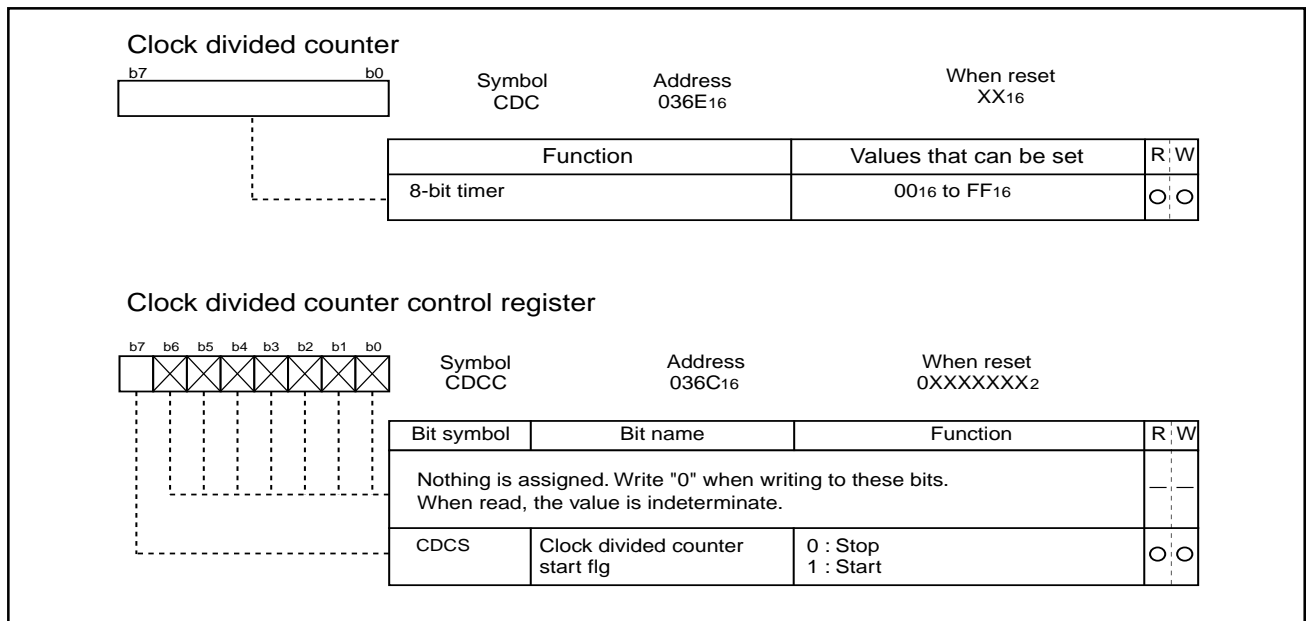 Clock divided counter
b7 b0
Symbol Address When reset
CDC 036E16 XX16
Function Values that can be set R W
8-bit timer 0016 to FF16 O O
Clock divided counter control register
b7 b6 b5 b4 b3 b2 b1 b0
Symbol Address When reset
CDCC 036C16 0XXXXXXX2
Bit symbol Bit name Function R W
Nothing is assigned. Write "0" when writing to these bits.
When read, the value is indeterminate.
— —
CDCS Clock divided counter 0 : Stop
start flg 1 : Start
O O